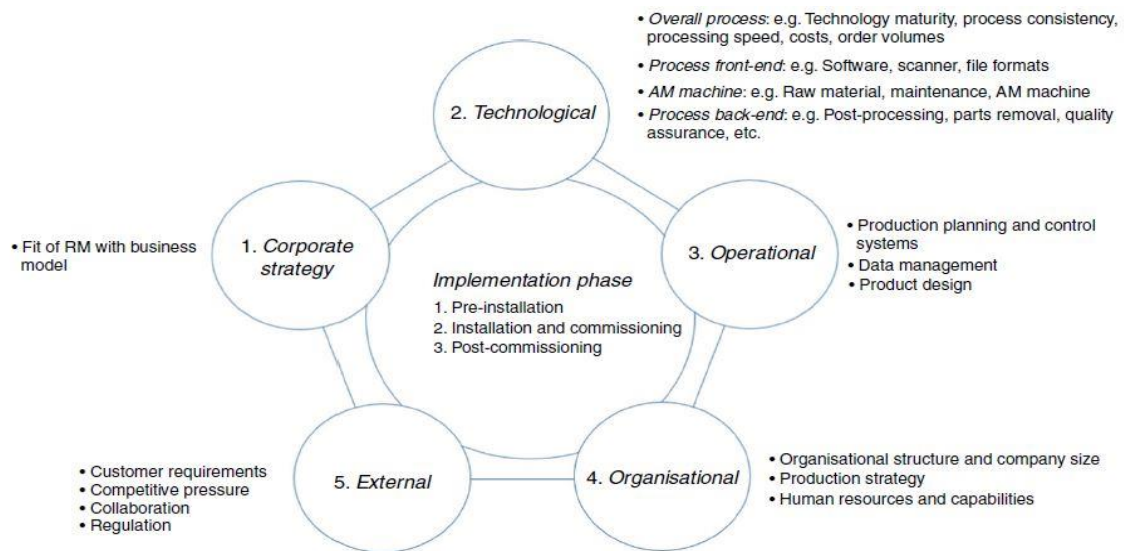 • Overall process: e.g. Technology maturity, process consistency,
processing speed, costs, order volumes
• Process front-end: e.g. Software, scanner, file formats
• AM machine: e.g. Raw material, maintenance, AM machine
• Process back-end: e.g. Post-processing, parts removal, quality
assurance, etc.
2. Technological
• Fit of RM with business
model
1. Corporate
strategy
3. Operational
• Production planning and control
systems
• Data management
• Product design
Implementation phase
1. Pre-installation
2. Installation and commissioning
3. Post-commissioning
• Customer requirements
• Competitive pressure
• Collaboration
• Regulation
5. External
4. Organisational
• Organisational structure and company size
• Production strategy
• Human resources and capabilities